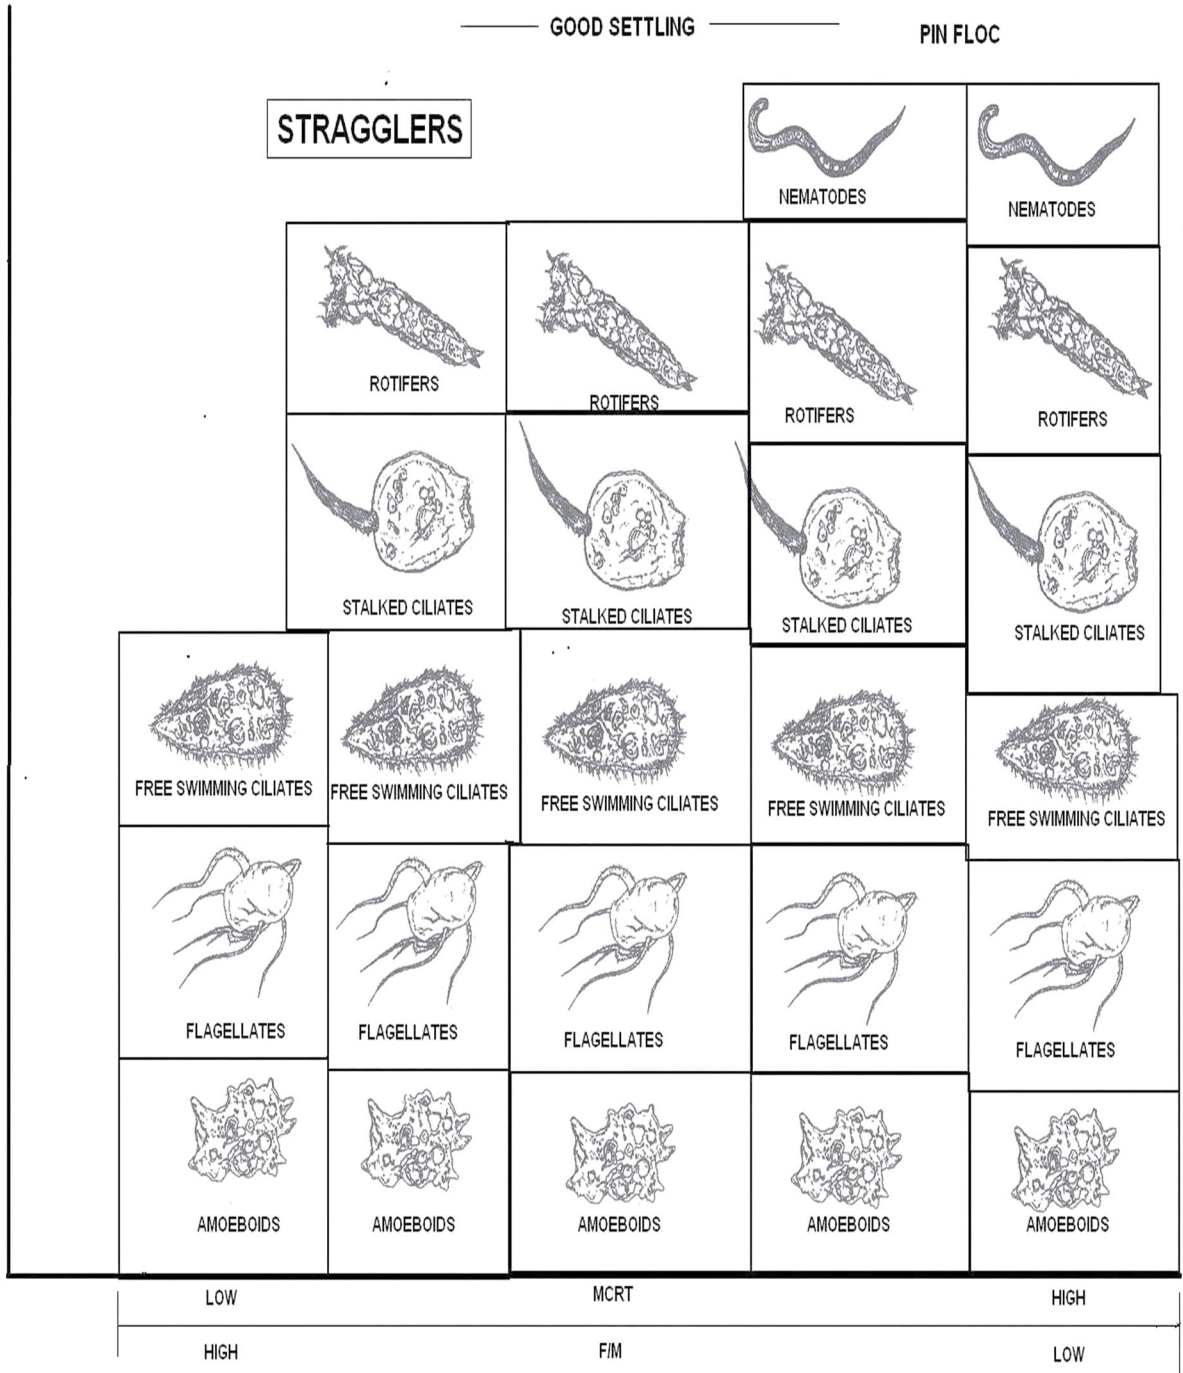 GOOD SETTLING
PIN FLOC
STRAGGLERS
NEMATODES
NEMATODES
ROTIFERS
ROTIFERS
ROTIFERS
ROTIFERS
STALKED CILIATES
STALKED CILIATES
STALKED CILIATES
STALKED CILIATES
FREE SWIMMING CILIATES
FREE SWIMMING CILIATES
FREE SWIMMING CILIATES
FREE SWIMMING CILIATES
FREE SWIMMING CILIATES
FLAGELLATES
FLAGELLATES
FLAGELLATES
FLAGELLATES
FLAGELLATES
AMOEBOIDS
AMOEBOIDS
AMOEBOIDS
AMOEBOIDS
AMOEBOIDS
LOW MCRT HIGH
HIGH F/M LOW